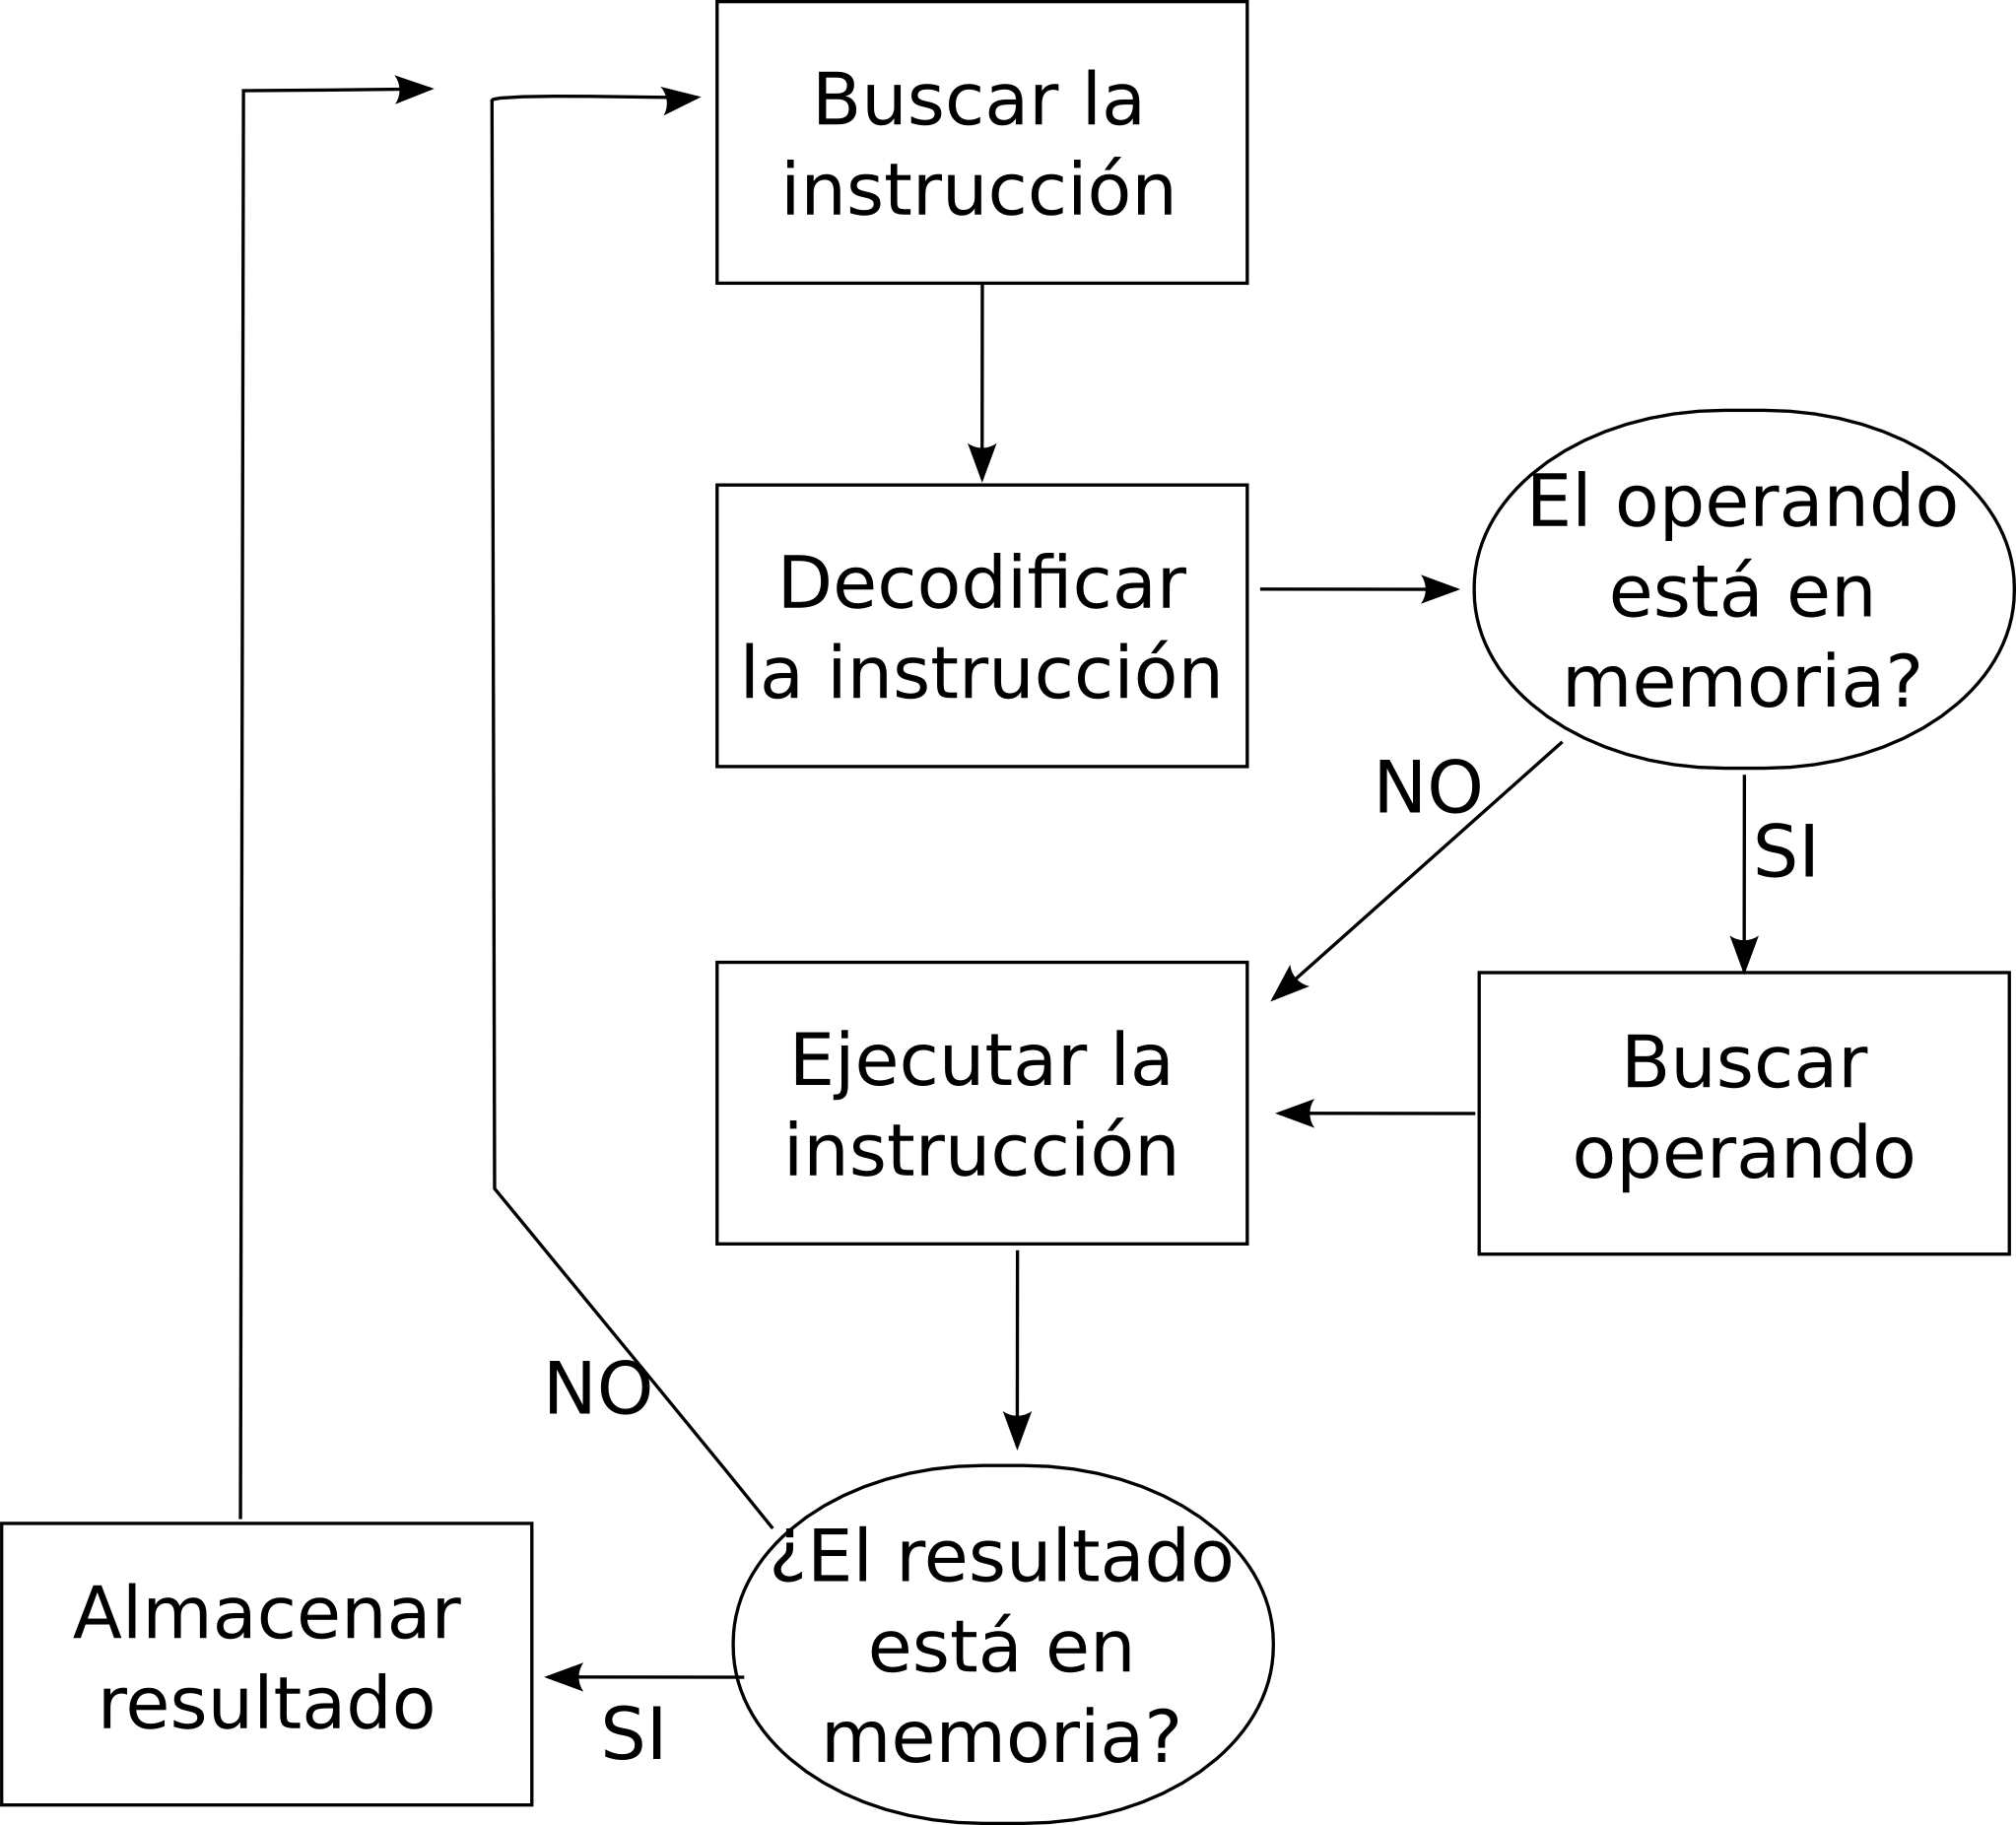 Buscar la
instrucción
Decodificar
la instrucción
El operando
está en
memoria?
NO
SI
Ejecutar la
instrucción
Buscar
operando
NO
¿El resultado
está en
memoria?
SI
Almacenar
resultado